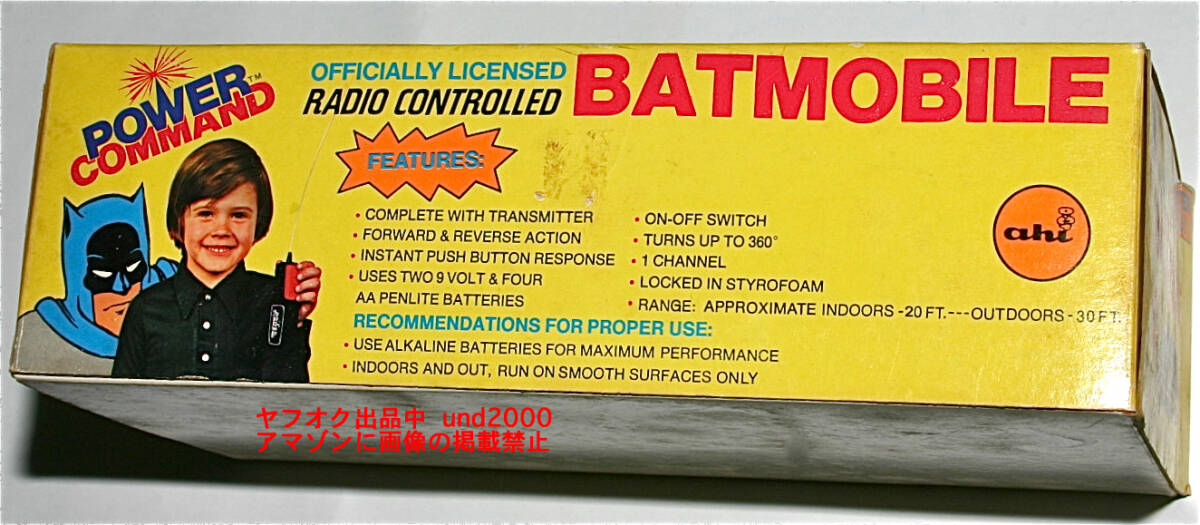 POWER™
COMMAND
OFFICIALLY LICENSED
RADIO CONTROLLED
BATMOBILE
FEATURES:
• COMPLETE WITH TRANSMITTER
• FORWARD & REVERSE ACTION
• INSTANT PUSH BUTTON RESPONSE
• USES TWO 9 VOLT & FOUR
AA PENLITE BATTERIES
• ON-OFF SWITCH
• TURNS UP TO 360°
• 1 CHANNEL
• LOCKED IN STYROFOAM
• RANGE: APPROXIMATE INDOORS -20 FT.---OUTDOORS - 30 FT.
RECOMMENDATIONS FOR PROPER USE:
• USE ALKALINE BATTERIES FOR MAXIMUM PERFORMANCE
• INDOORS AND OUT, RUN ON SMOOTH SURFACES ONLY
ahi
ヤフオク出品中 und2000
アマゾンに画像の掲載禁止